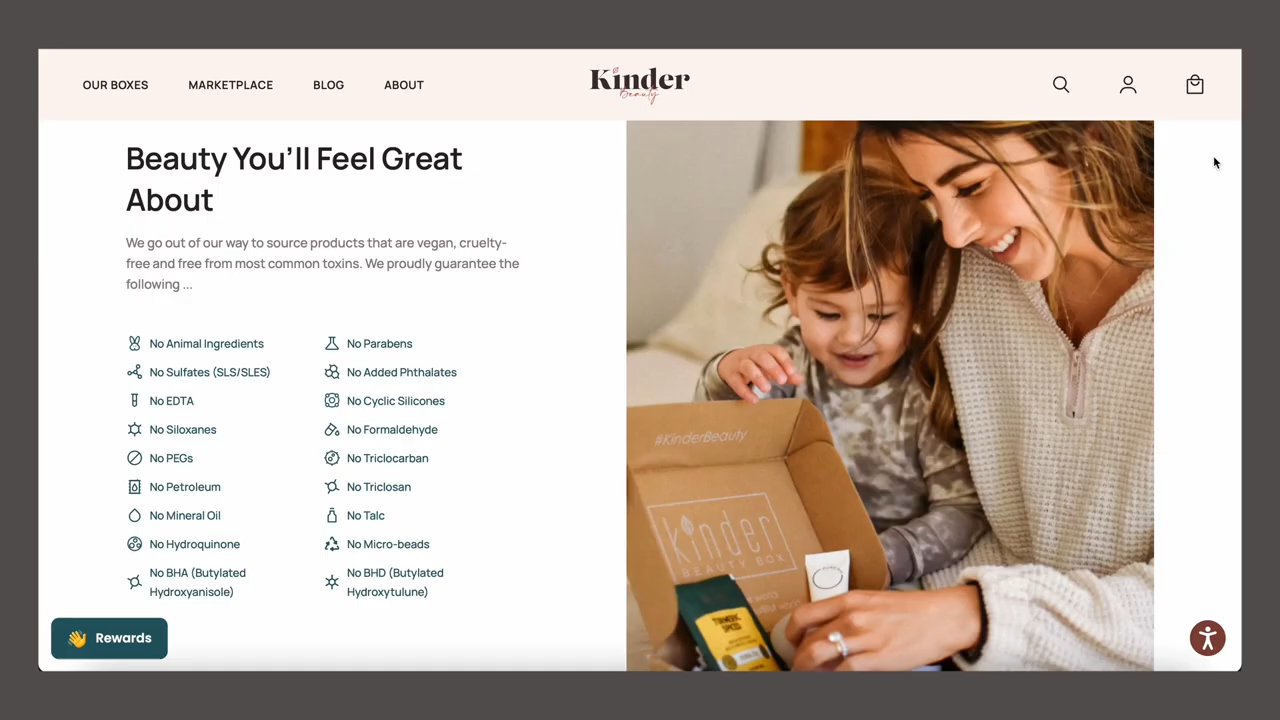 OUR BOXES
MARKETPLACE
BLOG
ABOUT
Kinder
Beauty
Beauty You'll Feel Great
About
We go out of our way to source products that are vegan, cruelty-
free and free from most common toxins. We proudly guarantee the
following ...
No Animal Ingredients
No Sulfates (SLS/SLES)
No EDTA
No Siloxanes
No PEGs
No Petroleum
No Mineral Oil
No Hydroquinone
No BHA (Butylated
Hydroxyanisole)
No Parabens
No Added Phthalates
No Cyclic Silicones
No Formaldehyde
No Triclocarban
No Triclosan
No Talc
No Micro-beads
No BHD (Butylated
Hydroxytulune)
Rewards
#KinderBeauty
kinder
BEAUTY BOX
TURMERIC